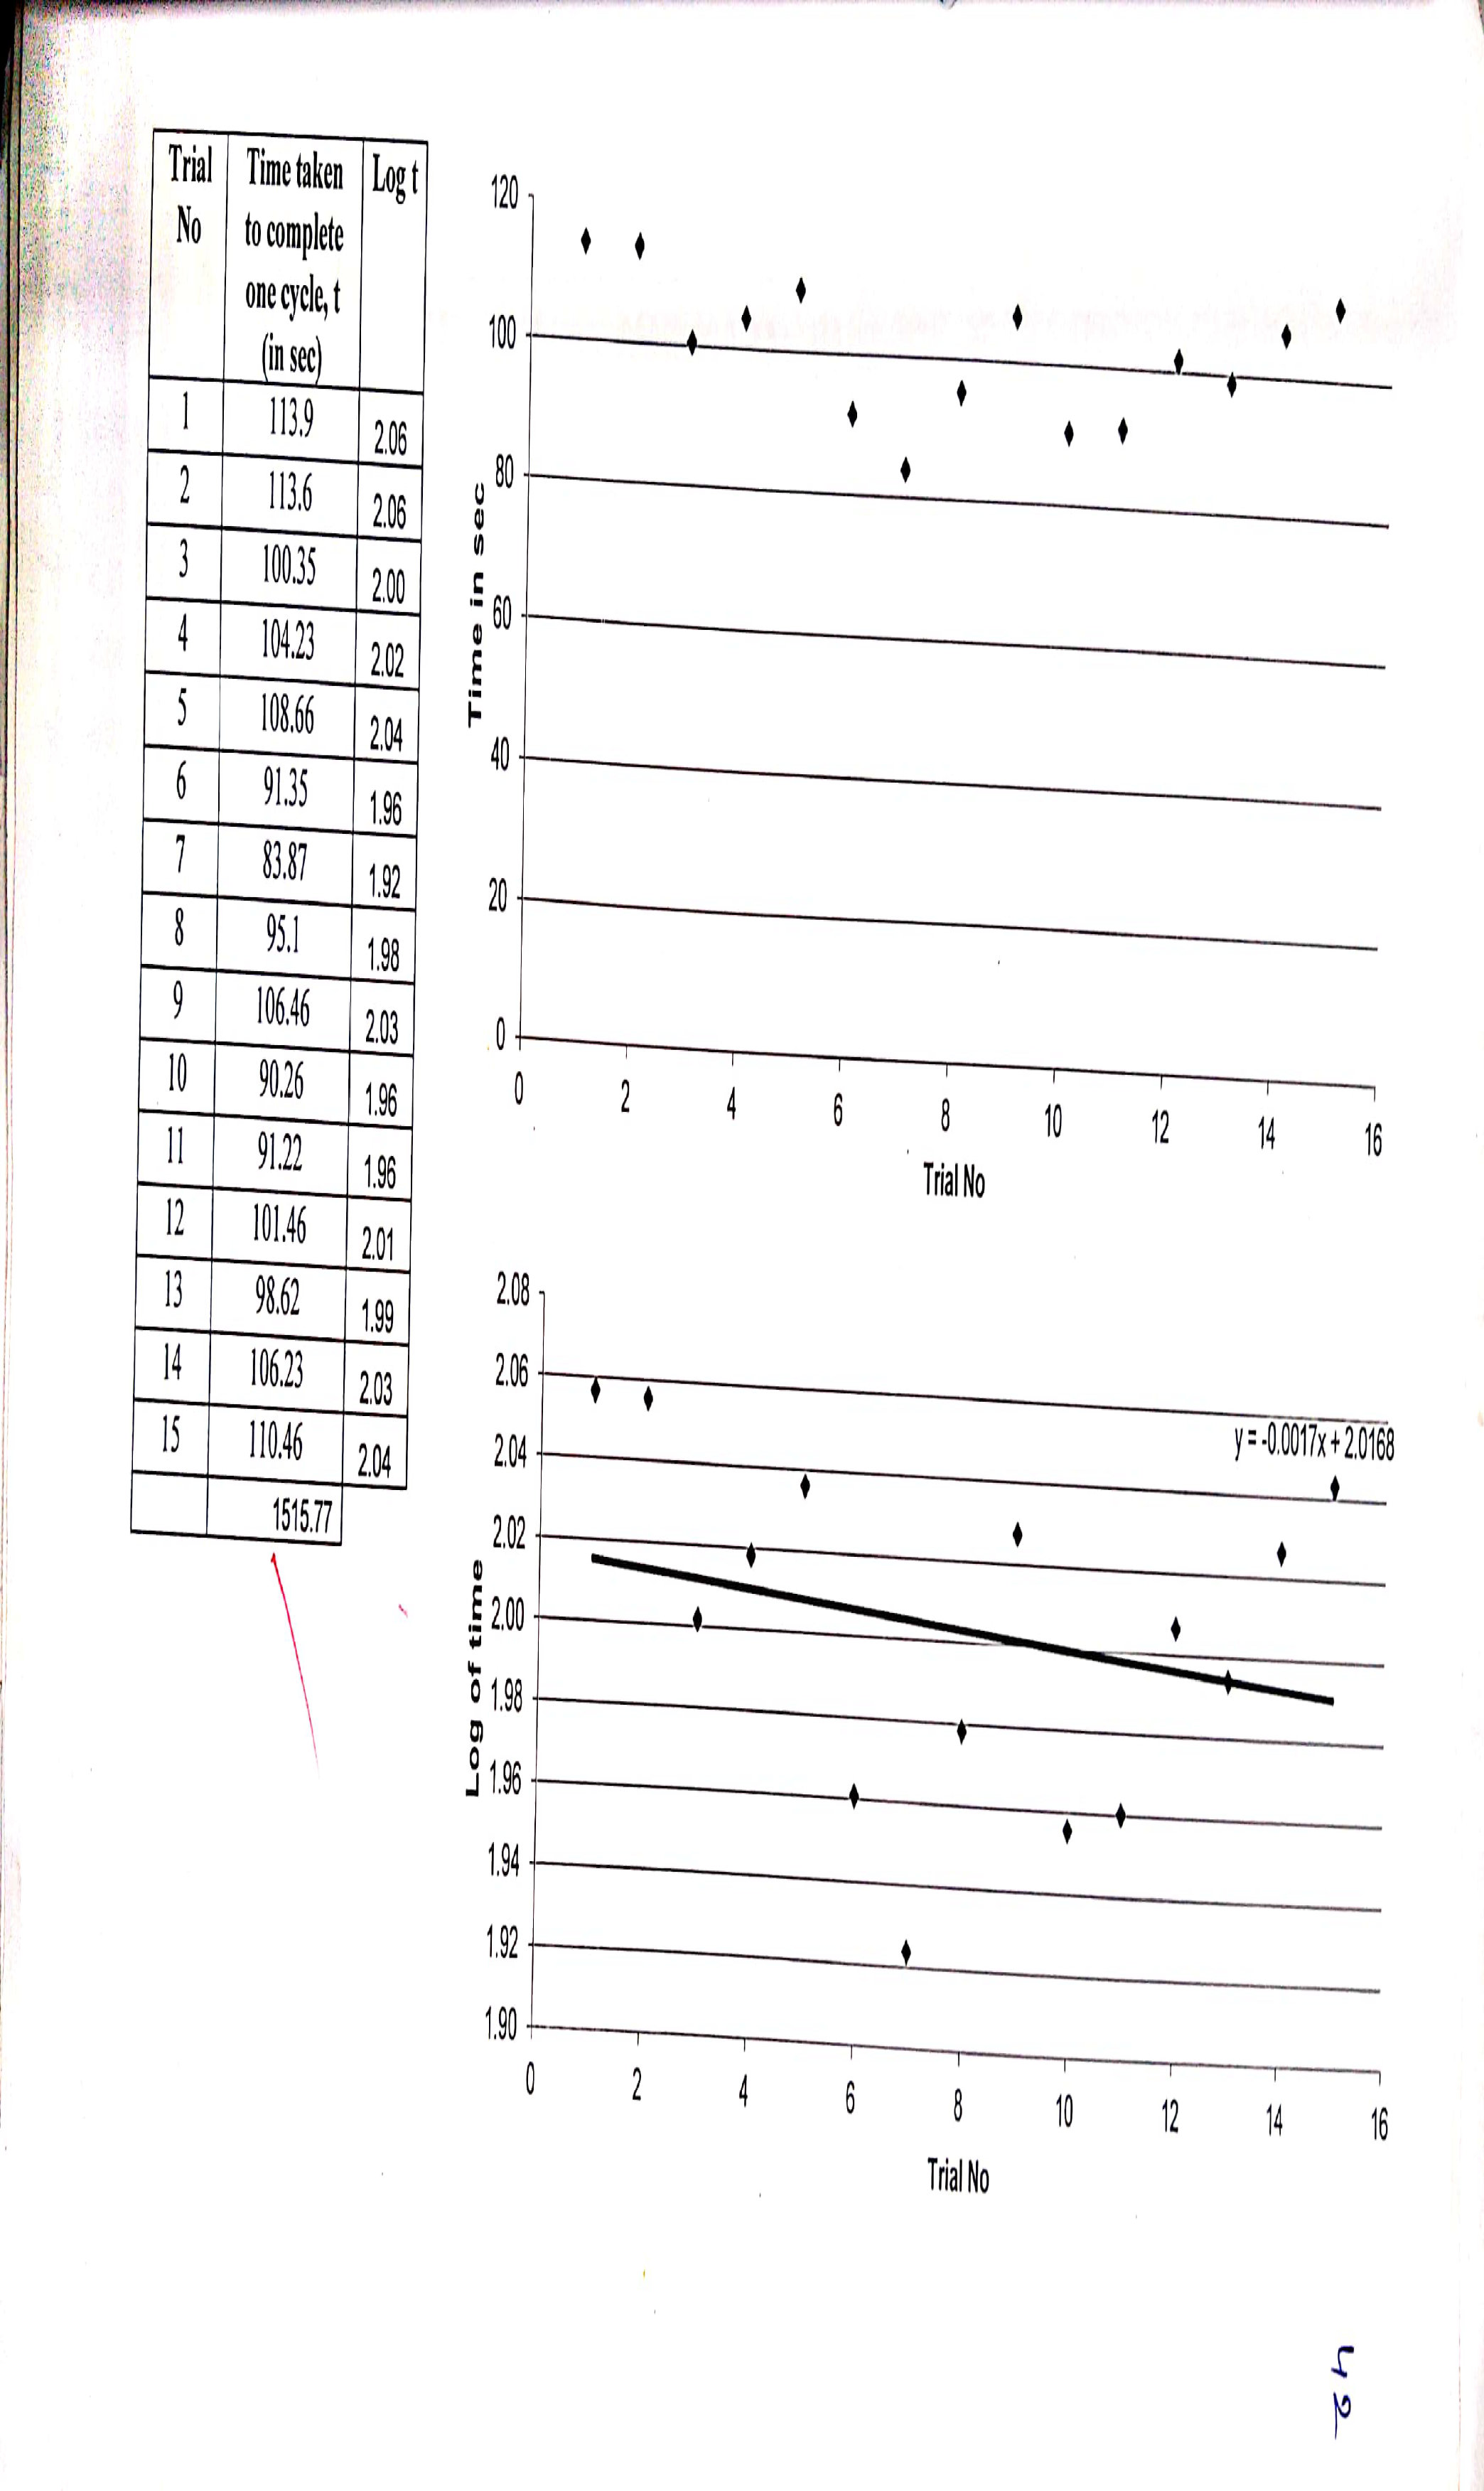 Trial No | Time taken to complete one cycle, t (in sec) | Log t
1 | 113.9 | 2.06
2 | 113.6 | 2.06
3 | 100.35 | 2.00
4 | 104.23 | 2.02
5 | 108.66 | 2.04
6 | 91.35 | 1.96
7 | 83.87 | 1.92
8 | 95.1 | 1.98
9 | 106.46 | 2.03
10 | 90.26 | 1.96
11 | 91.22 | 1.96
12 | 101.46 | 2.01
13 | 98.62 | 1.99
14 | 106.23 | 2.03
15 | 110.46 | 2.04
1515.77
120
100
80
60
40
20
0
Time in sec
0 2 4 6 8 10 12 14 16
Trial No
2.08
2.06
2.04
2.02
2.00
1.98
1.96
1.94
1.92
1.90
Log of time
y = -0.0017x + 2.0168
0 2 4 6 8 10 12 14 16
Trial No